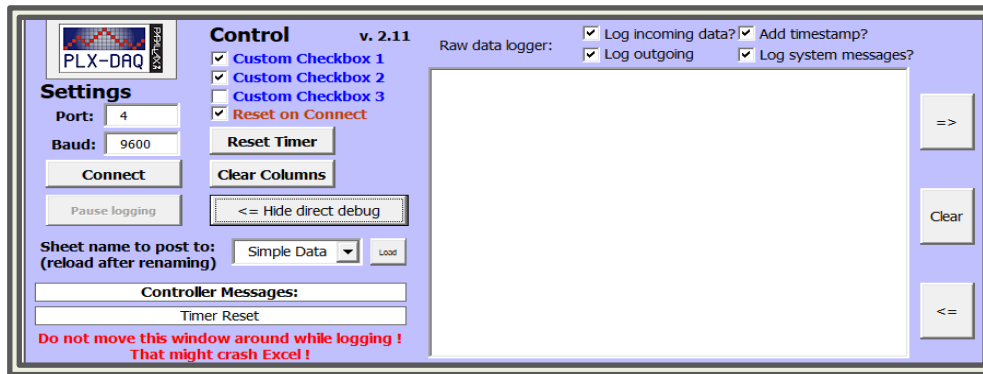 PLX-DAQ
Settings
Port: 4
Baud: 9600
Connect
Pause logging
Control v. 2.11
Custom Checkbox 1
Custom Checkbox 2
Custom Checkbox 3
Reset on Connect
Reset Timer
Clear Columns
<= Hide direct debug
Sheet name to post to:
(reload after renaming)
Simple Data
Load
Controller Messages:
Timer Reset
Do not move this window around while logging !
That might crash Excel !
Raw data logger:
Log incoming data? Add timestamp?
Log outgoing Log system messages?
=>
Clear
<=